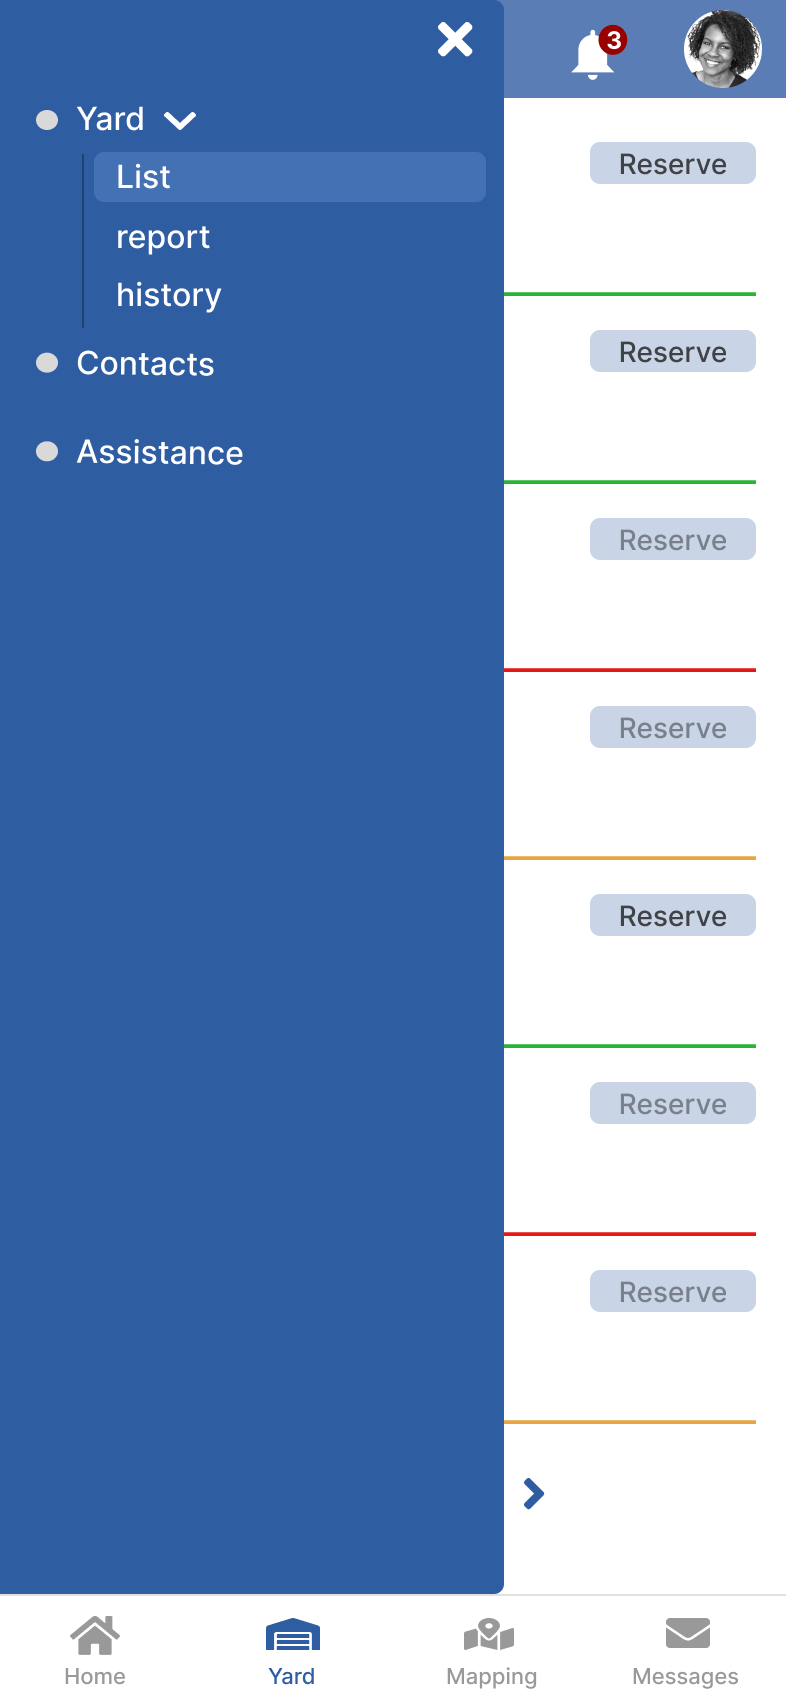 3
Yard
List
report
history
Contacts
Assistance
Reserve
Reserve
Reserve
Reserve
Reserve
Reserve
Reserve
Home
Yard
Mapping
Messages